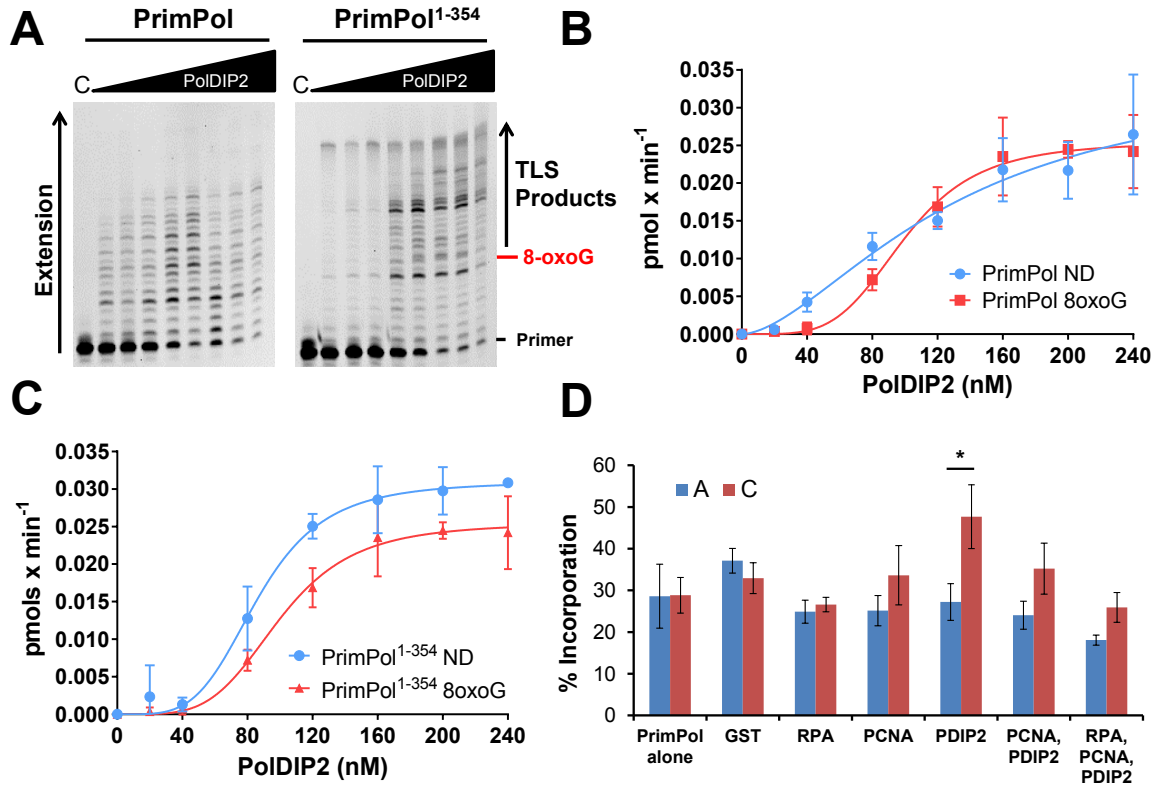 A
PrimPol
PrimPol1-354
C
PolDIP2
C
PolDIP2
Extension
TLS
Products
8-oxoG
Primer
B
0.035
0.030
0.025
0.020
0.015
0.010
0.005
0.000
pmol x min-1
PrimPol ND
PrimPol 8oxoG
0 40 80 120 160 200 240
PolDIP2 (nM)
C
0.035
0.030
0.025
0.020
0.015
0.010
0.005
0.000
pmols x min-1
PrimPol1-354 ND
PrimPol1-354 8oxoG
0 40 80 120 160 200 240
PolDIP2 (nM)
D
60
50
40
30
20
10
0
% Incorporation
A C
*
PrimPol alone
GST
RPA
PCNA
PDIP2
PCNA, PDIP2
RPA, PCNA, PDIP2